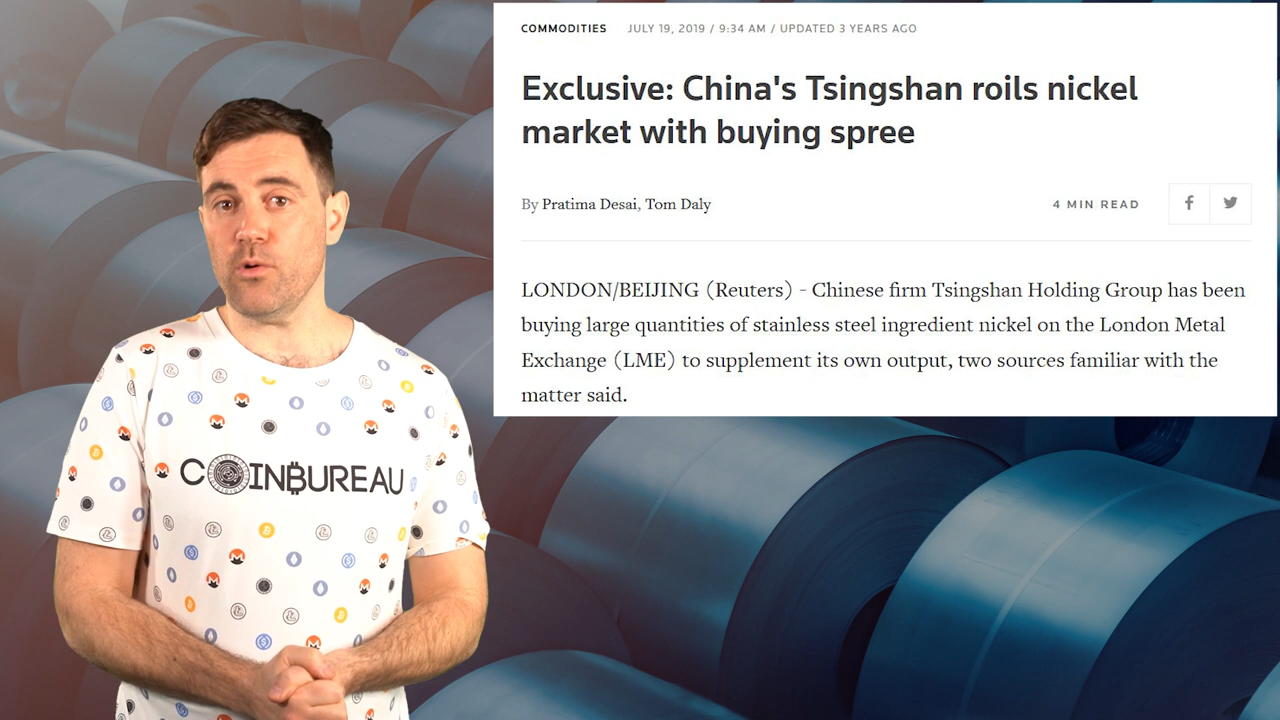 COMMODITIES JULY 19, 2019 / 9:34 AM / UPDATED 3 YEARS AGO
Exclusive: China's Tsingshan roils nickel
market with buying spree
By Pratima Desai, Tom Daly
4 MIN READ
LONDON/BEIJING (Reuters) - Chinese firm Tsingshan Holding Group has been
buying large quantities of stainless steel ingredient nickel on the London Metal
Exchange (LME) to supplement its own output, two sources familiar with the
matter said.
COINBUREAU